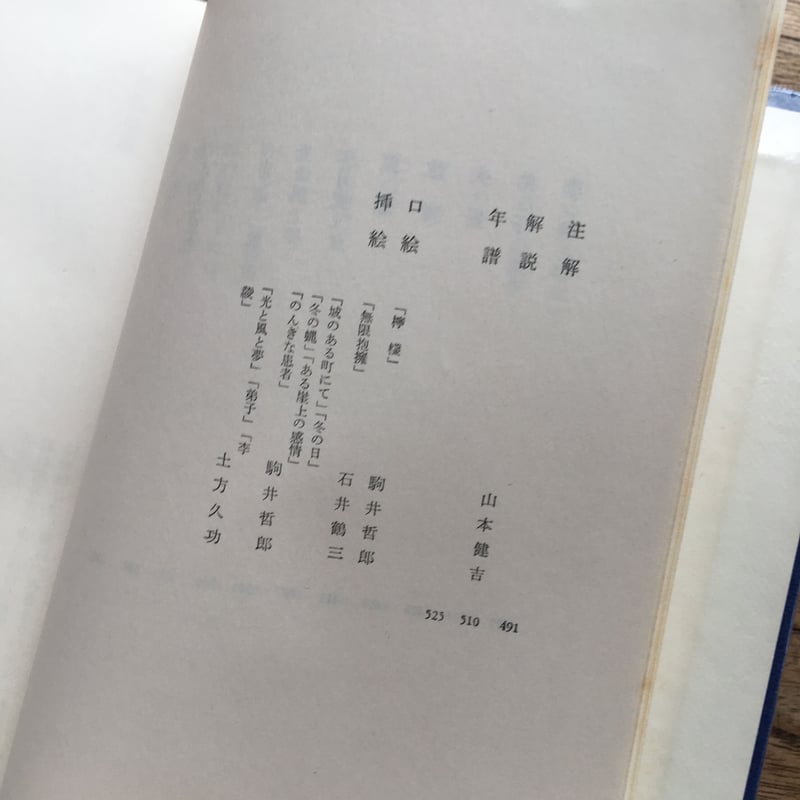 注解 491
解説 山本健吉 510
年譜 525
口絵 「檸檬」 駒井哲郎
挿絵 「無限抱擁」 石井鶴三
「城のある町にて」「冬の日」
「冬の蠅」「ある崖上の感情」
「のんきな患者」 駒井哲郎
「光と風と夢」「弟子」「李
陵」 土方久功